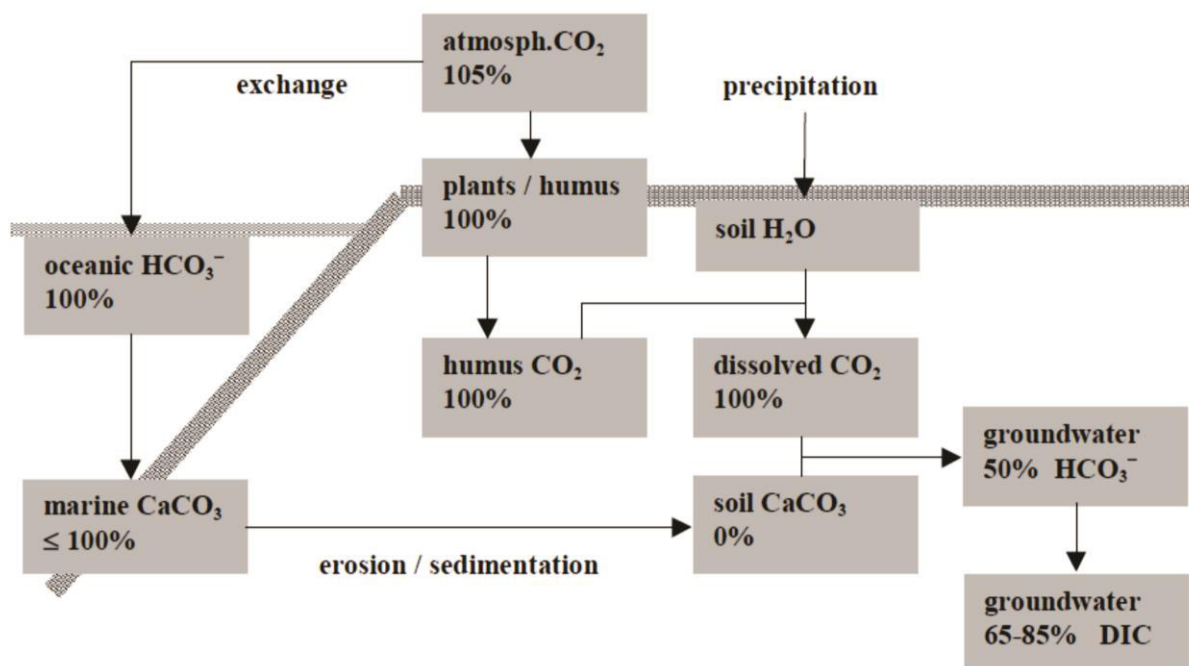 atmosph.CO₂
105%
exchange
precipitation
plants / humus
100%
soil H₂O
oceanic HCO₃⁻
100%
humus CO₂
100%
dissolved CO₂
100%
groundwater
50% HCO₃⁻
marine CaCO₃
≤ 100%
soil CaCO₃
0%
erosion / sedimentation
groundwater
65-85% DIC